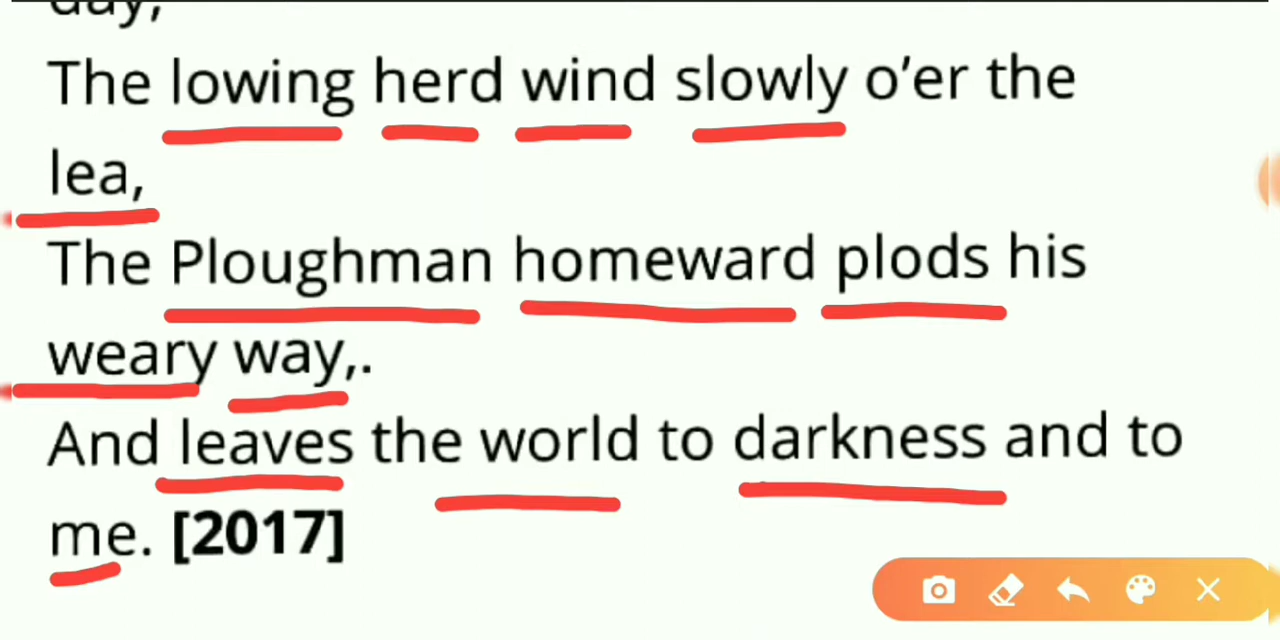 day,
The lowing herd wind slowly o’er the
lea,
The Ploughman homeward plods his
weary way,.
And leaves the world to darkness and to
me. [2017]